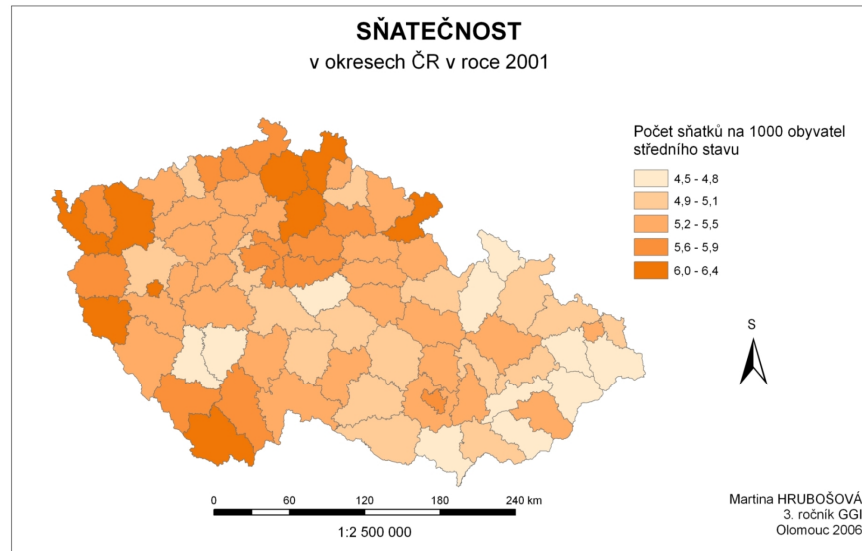 SŇATEČNOST
v okresech ČR v roce 2001
Počet sňatků na 1000 obyvatel
středního stavu
4,5 - 4,8
4,9 - 5,1
5,2 - 5,5
5,6 - 5,9
6,0 - 6,4
S
0 60 120 180 240 km
1:2 500 000
Martina HRUBOŠOVÁ
3. ročník GGI
Olomouc 2006